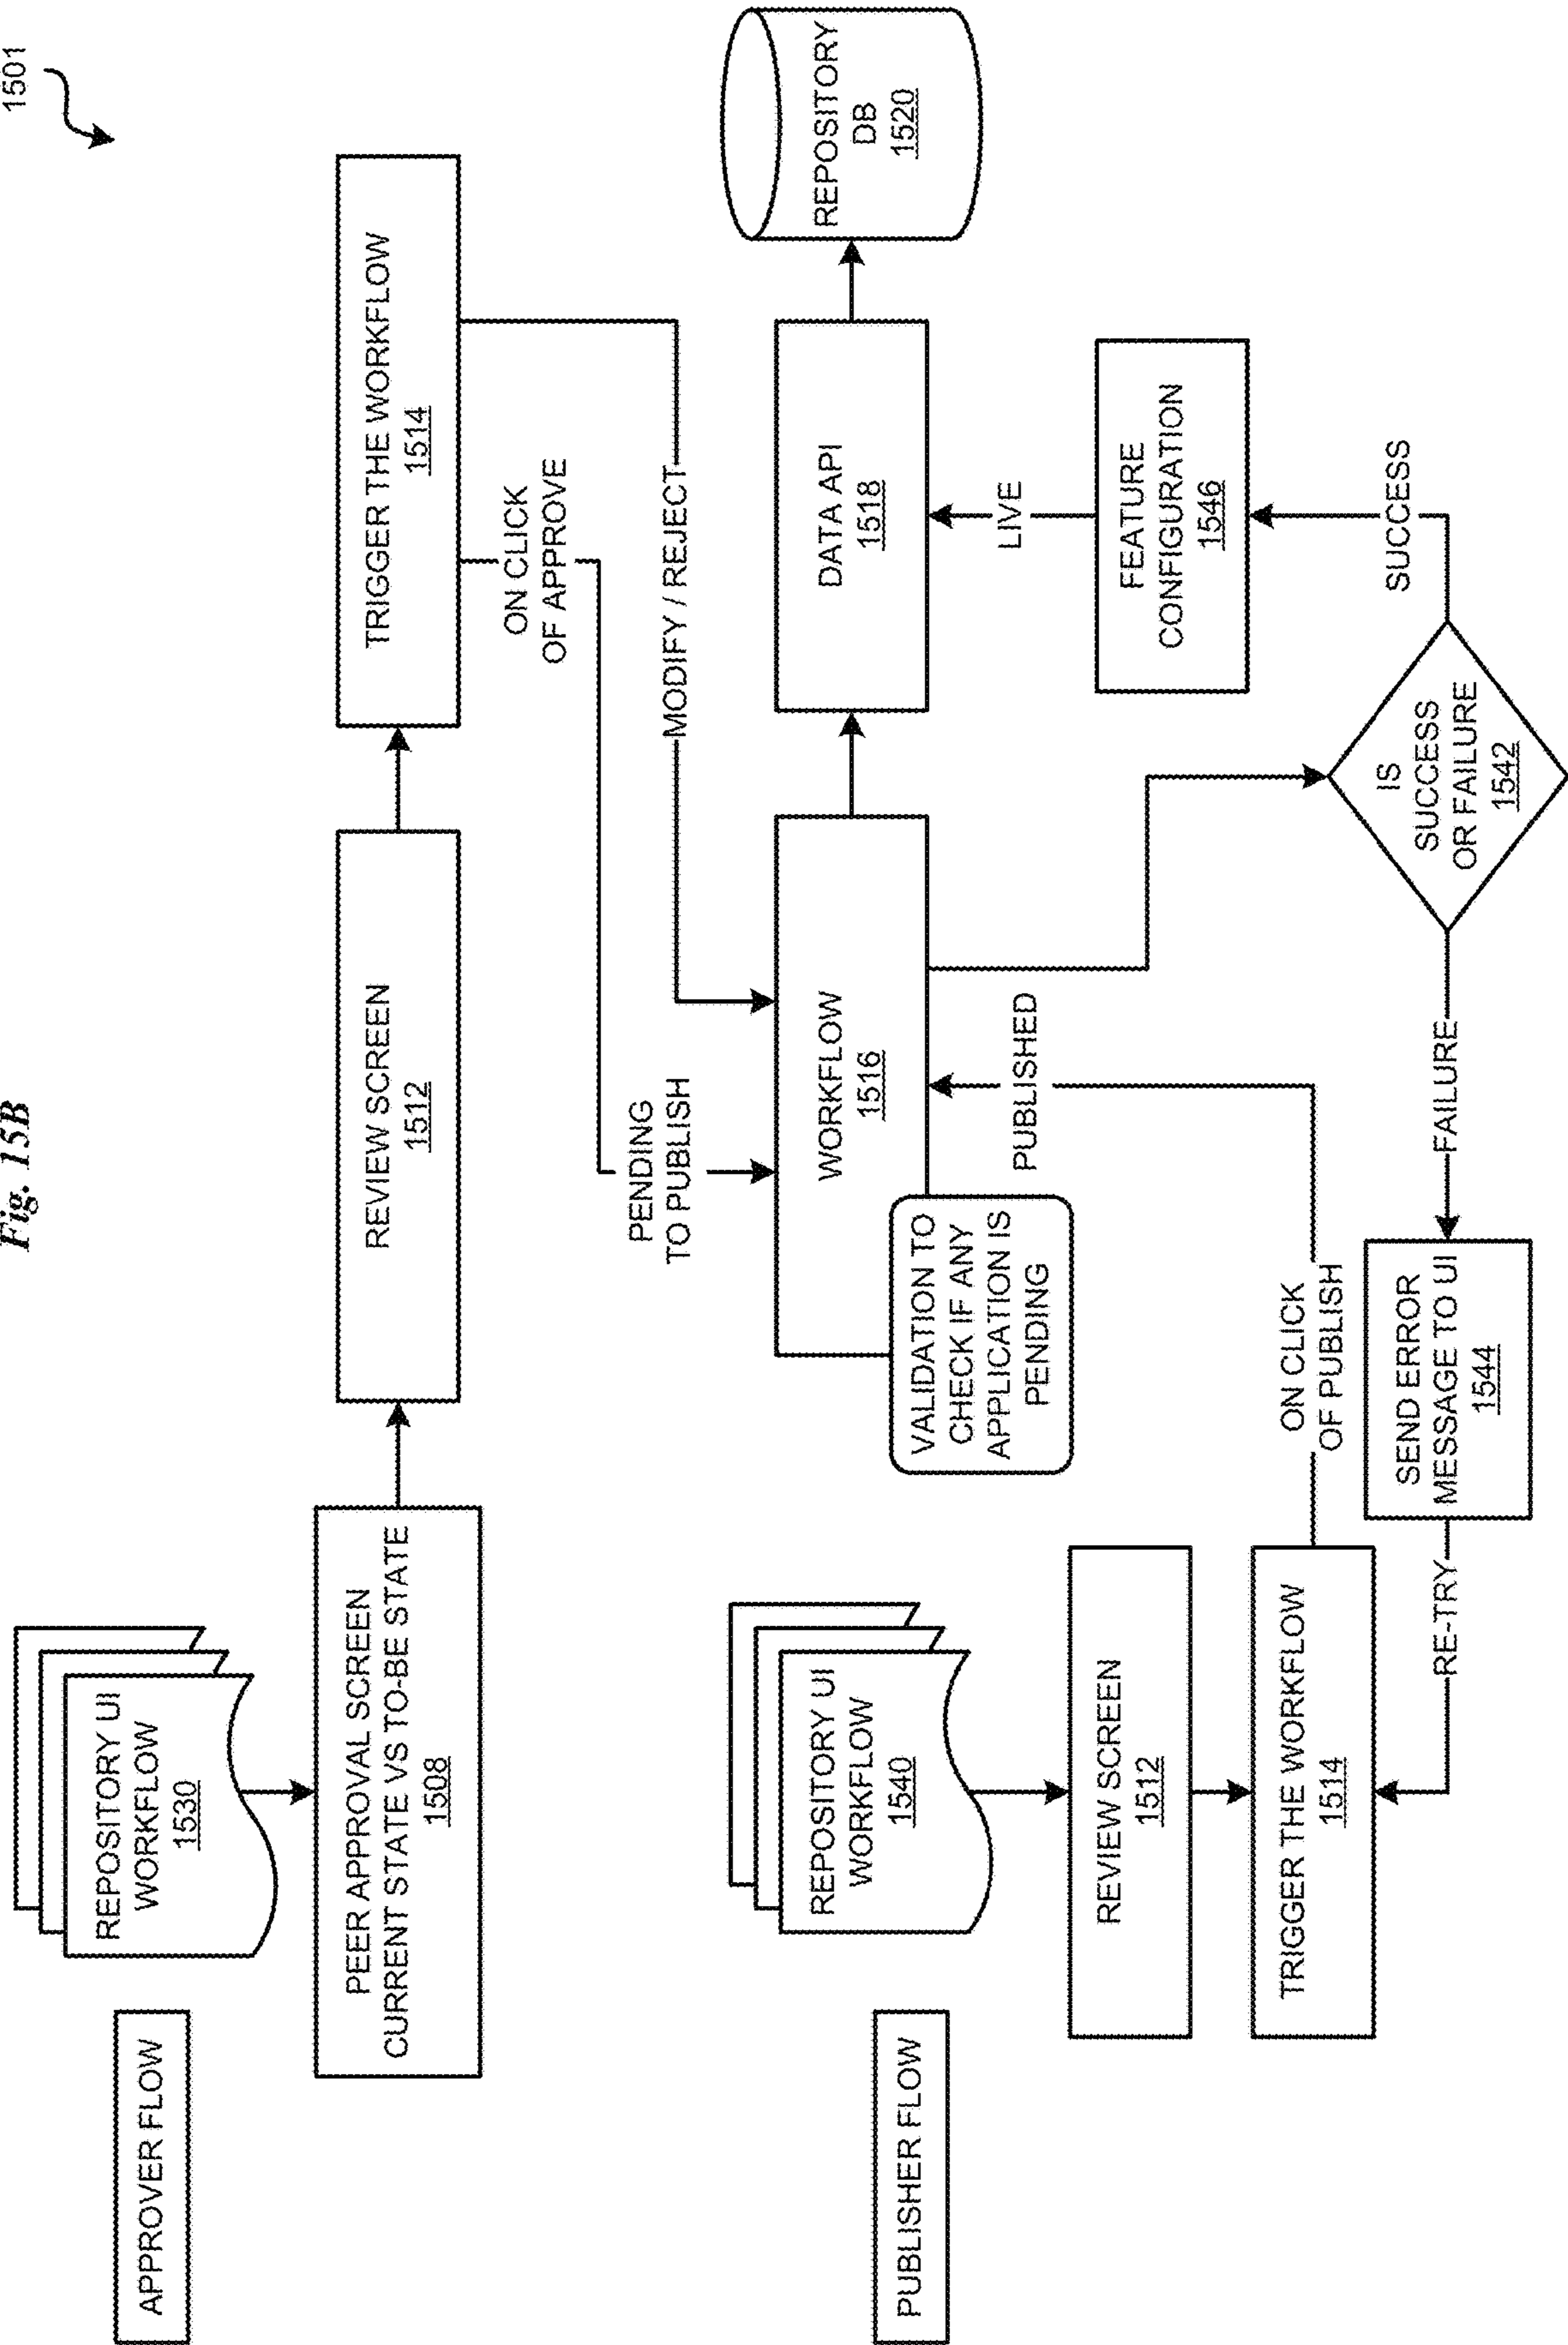 Fig. 15B
1501
APPROVER FLOW
REPOSITORY UI
WORKFLOW
1530
PEER APPROVAL SCREEN
CURRENT STATE VS TO-BE STATE
1508
REVIEW SCREEN
1512
TRIGGER THE WORKFLOW
1514
ON CLICK
OF APPROVE
MODIFY / REJECT
PENDING
TO PUBLISH
PUBLISHER FLOW
REPOSITORY UI
WORKFLOW
1540
REVIEW SCREEN
1512
TRIGGER THE WORKFLOW
1514
ON CLICK
OF PUBLISH
PUBLISHED
WORKFLOW
1516
VALIDATION TO
CHECK IF ANY
APPLICATION IS
PENDING
DATA API
1518
REPOSITORY
DB
1520
LIVE
FEATURE
CONFIGURATION
1546
SUCCESS
IS
SUCCESS
OR FAILURE
1542
FAILURE
SEND ERROR
MESSAGE TO UI
1544
RE-TRY